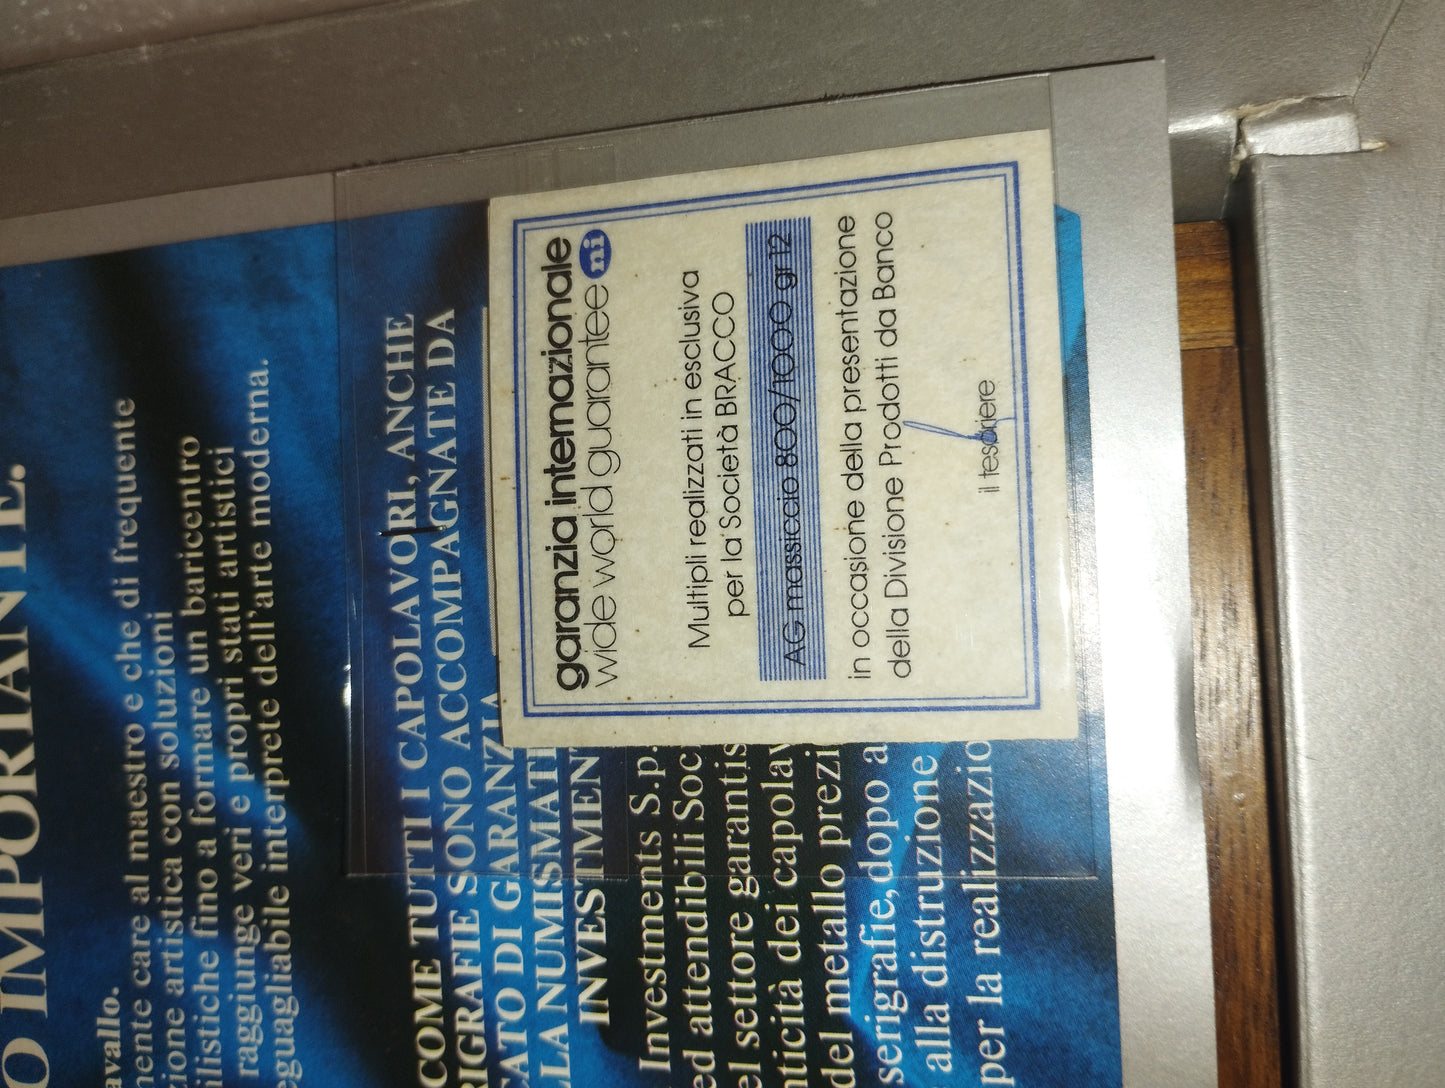 O IMPORTANTE.
avallo.
mente care al maestro e che di frequente
zione artistica con soluzioni
ilistiche fino a formare un baricentro
raggiunge veri e propri stati artistici
eguagliabile interprete dell'arte moderna.
COME TUTTI I CAPOLAVORI, ANCHE
RIGRAFIE SONO ACCOMPAGNATE DA
CATO DI GARANZIA
LLA NUMISMATI
INVESTMEN
Investments S.p.
ed attendibili Soc
el settore garantis
nticità dei capolav
del metallo prezi
serigrafie, dopo a
alla distruzione
per la realizzazio
garanzia internazionale
wide world guarantee ni
Multipli realizzati in esclusiva
per la Società BRACCO
AG massiccio 800/1000 gr 12
in occasione della presentazione
della Divisione Prodotti da Banco
il tesoriere